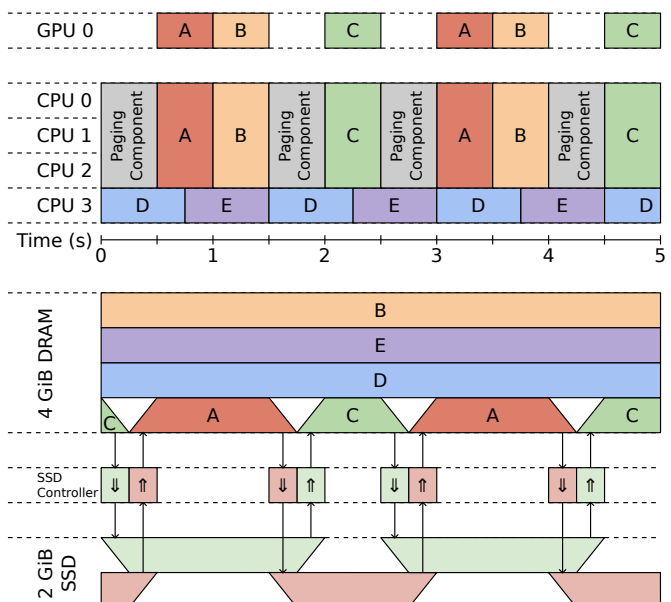 GPU 0
A B C A B C
CPU 0
CPU 1
CPU 2
CPU 3
Paging
Component
A
B
Paging
Component
C
Paging
Component
A
B
Paging
Component
C
D E D E D E D
Time (s)
0 1 2 3 4 5
4 GiB DRAM
B
E
D
C A C A C
SSD
Controller
⇓ ⇑ ⇓ ⇑ ⇓ ⇑ ⇓ ⇑
2 GiB
SSD